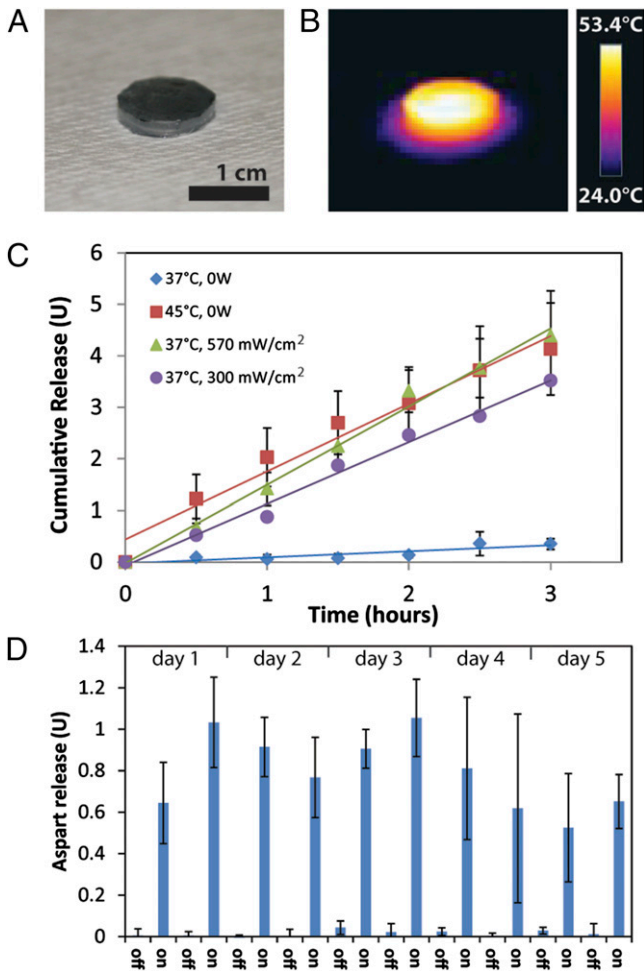 A
B
1 cm
53.4°C
24.0°C
C
6
5
4
3
2
1
0
Cumulative Release (U)
37°C, 0W
45°C, 0W
37°C, 570 mW/cm²
37°C, 300 mW/cm²
0 1 2 3
Time (hours)
D
day 1 day 2 day 3 day 4 day 5
1.4
1.2
1
0.8
0.6
0.4
0.2
0
Aspart release (U)
off on off on off on off on off on off on off on off on off on off on